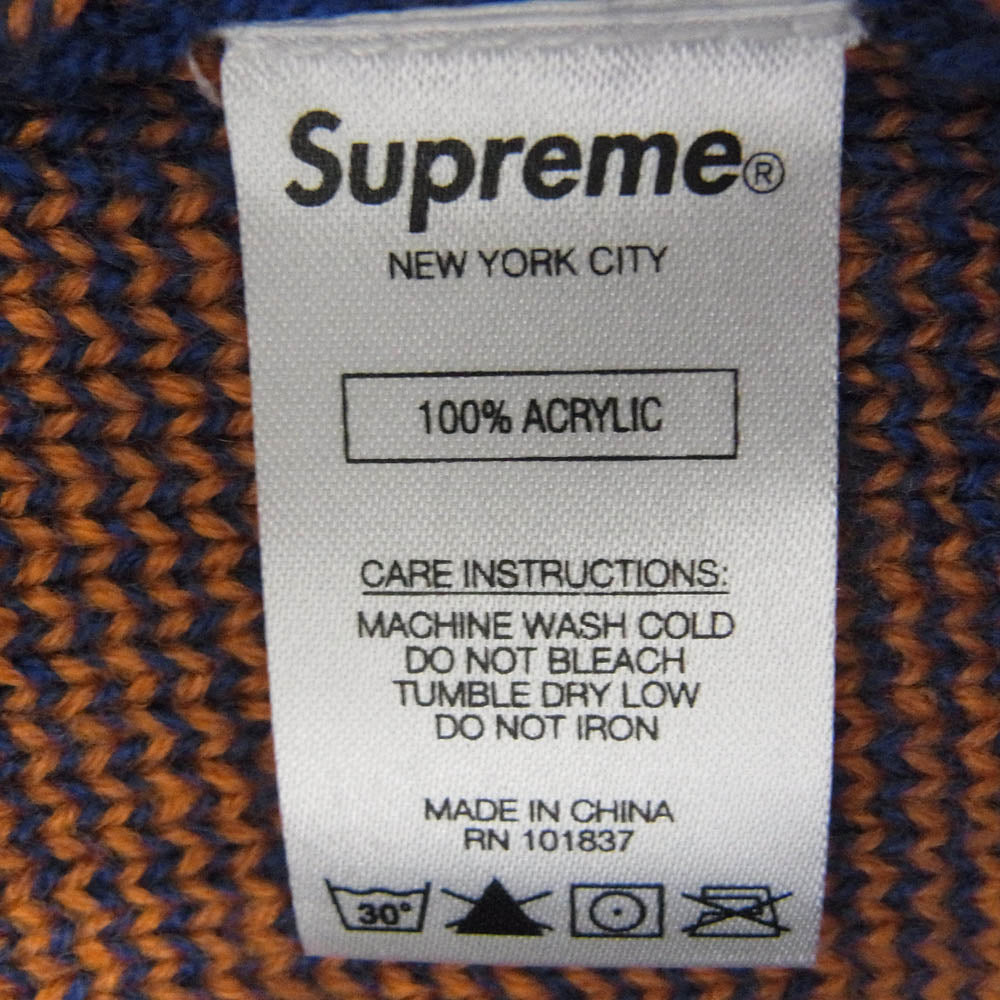 Supreme®
NEW YORK CITY
100% ACRYLIC
CARE INSTRUCTIONS:
MACHINE WASH COLD
DO NOT BLEACH
TUMBLE DRY LOW
DO NOT IRON
MADE IN CHINA
RN 101837
30°